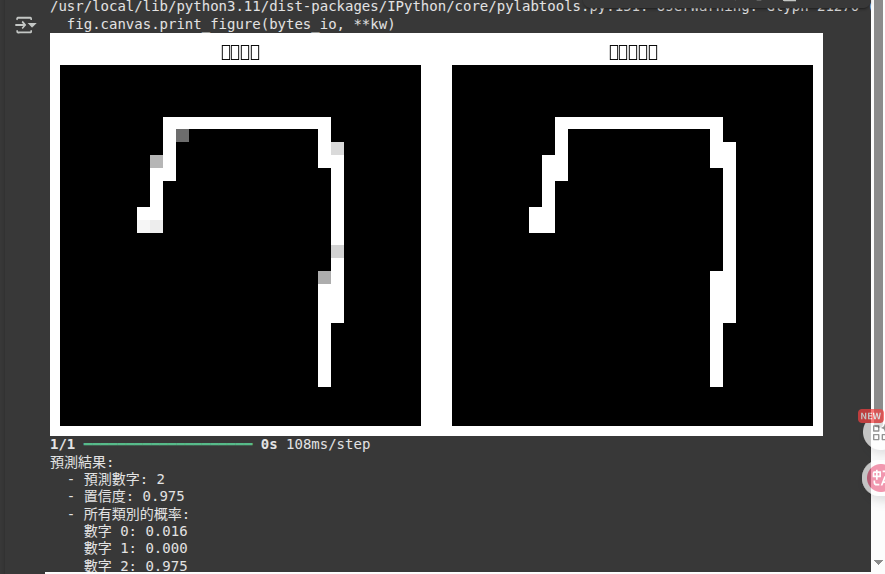 /usr/local/lib/python3.11/dist-packages/IPython/core/pylabtools.py:151: UserWarning: Glyph 21270 (
fig.canvas.print_figure(bytes_io, **kw)
1/1 ━━━━━━━━━━━━━━━━━━━━ 0s 108ms/step
預測結果:
- 預測數字: 2
- 置信度: 0.975
- 所有類別的概率:
數字 0: 0.016
數字 1: 0.000
數字 2: 0.975
NEW